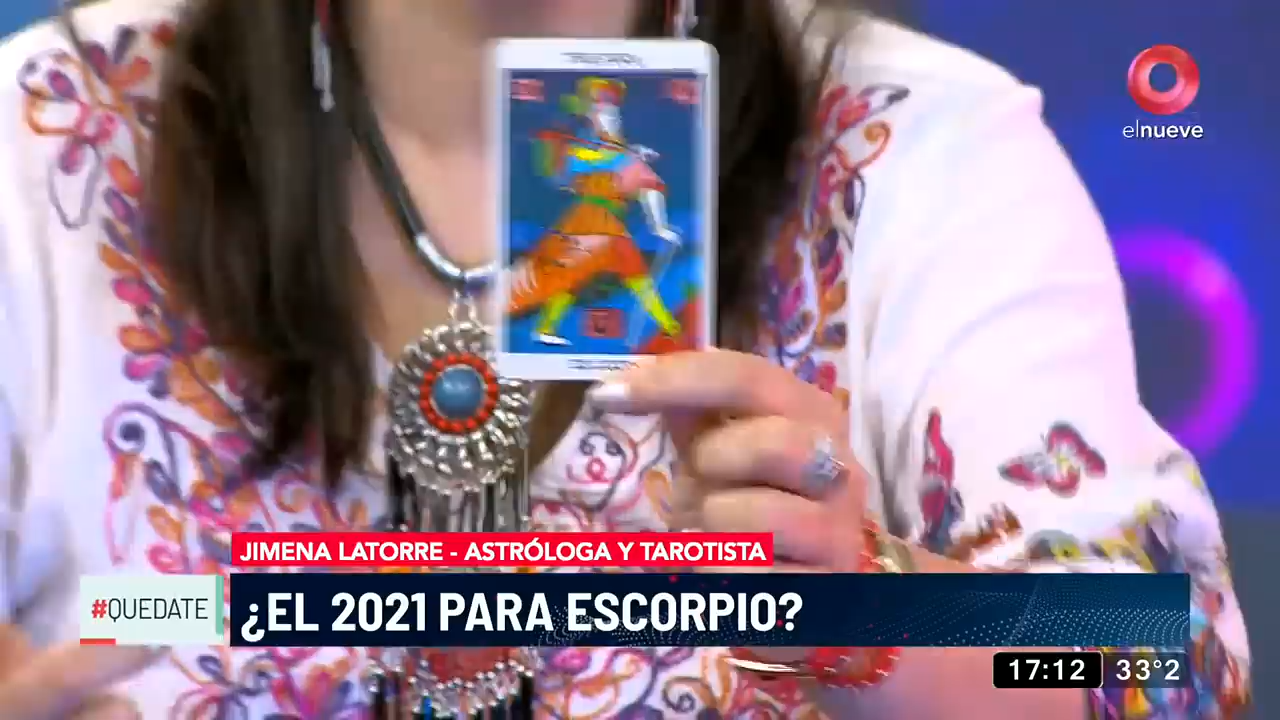 elnueve
JIMENA LATORRE - ASTRÓLOGA Y TAROTISTA
#QUEDATE
¿EL 2021 PARA ESCORPIO?
17:12 33°2